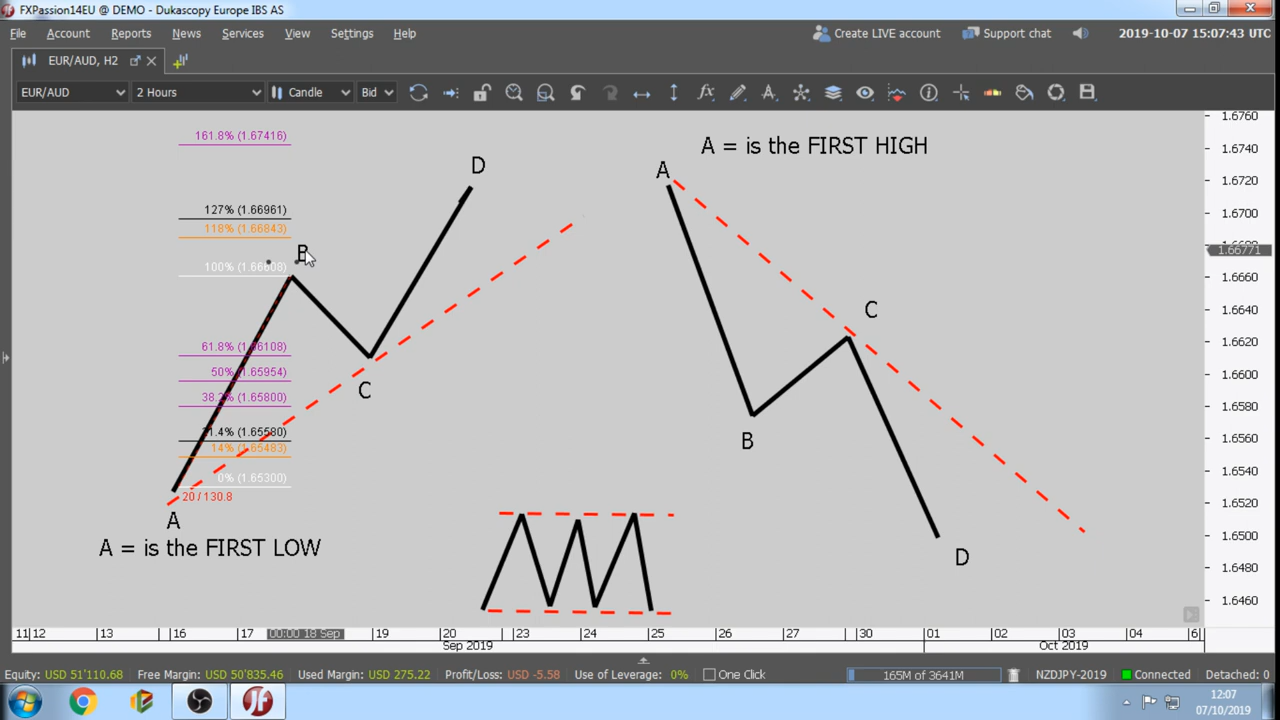 FXPassion14EU @ DEMO - Dukascopy Europe IBS AS
File Account Reports News Services View Settings Help
Create LIVE account Support chat 2019-10-07 15:07:43 UTC
EUR/AUD, H2
EUR/AUD 2 Hours Candle Bid
161.8% (1.67416)
127% (1.66961)
118% (1.66843)
100% (1.66608)
61.8% (1.66108)
50% (1.65954)
38.2% (1.65800)
21.4% (1.65580)
14% (1.65483)
0% (1.65300)
20 / 130.8
A
B
C
D
A = is the FIRST LOW
A = is the FIRST HIGH
A
B
C
D
1.6760
1.6740
1.6720
1.6700
1.66771
1.6660
1.6640
1.6620
1.6600
1.6580
1.6560
1.6540
1.6520
1.6500
1.6480
1.6460
11 12 13 16 17 00:00 18 Sep 19 20 23 24 25 26 27 30 01 02 03 04 6
Sep 2019 Oct 2019
Equity: USD 51'110.68 Free Margin: USD 50'835.46 Used Margin: USD 275.22 Profit/Loss: USD -5.58 Use of Leverage: 0% One Click 165M of 3641M NZDJPY-2019 Connected Detached: 0
12:07
07/10/2019